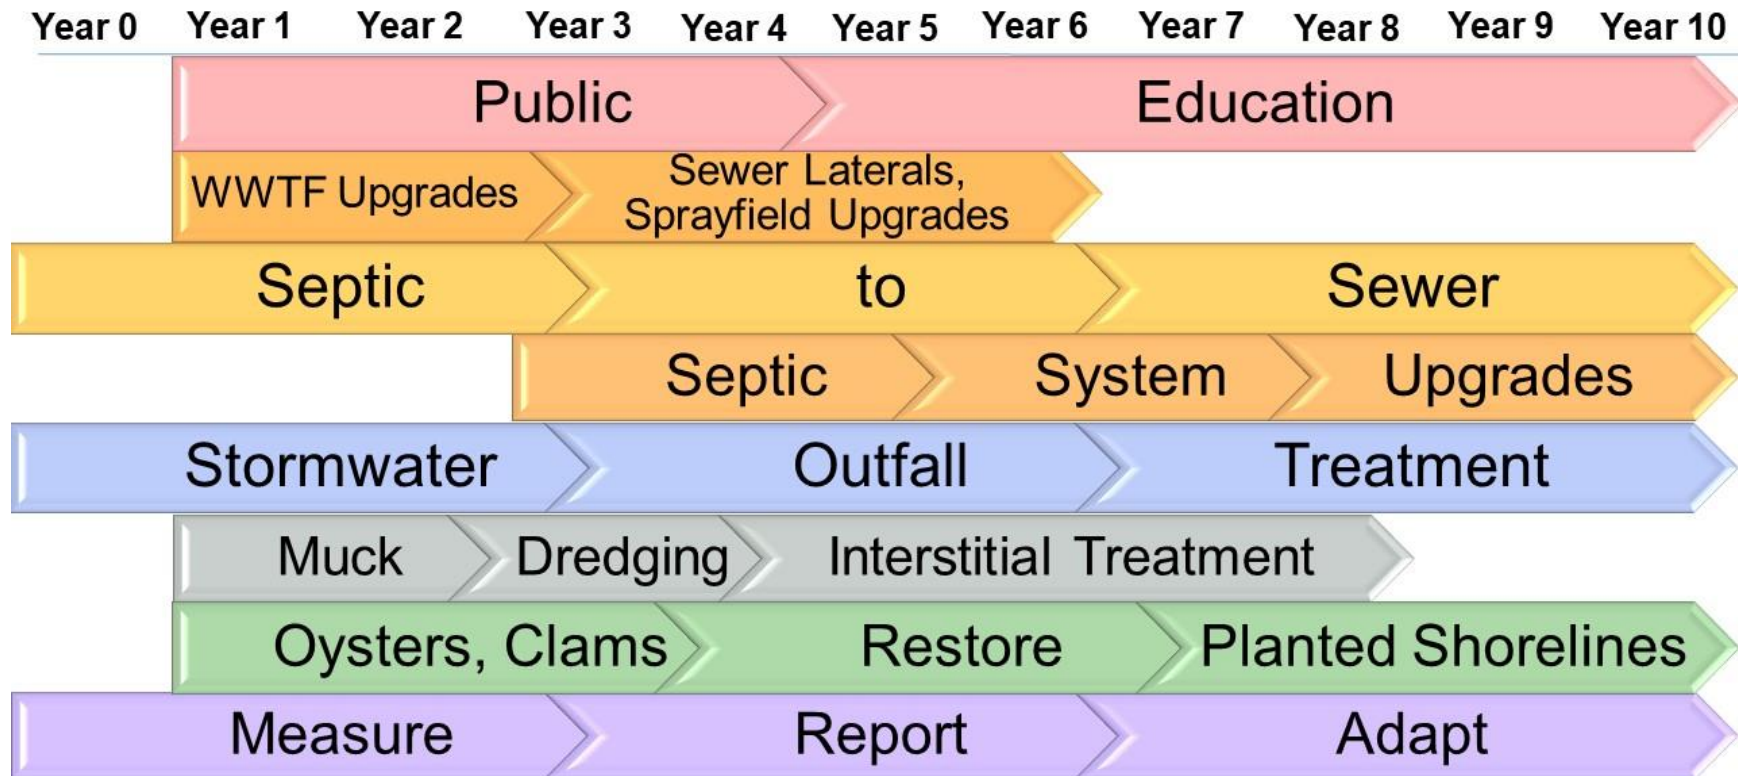 Year 0 Year 1 Year 2 Year 3 Year 4 Year 5 Year 6 Year 7 Year 8 Year 9 Year 10
Public Education
WWTF Upgrades
Sewer Laterals,
Sprayfield Upgrades
Septic to Sewer
Septic System Upgrades
Stormwater Outfall Treatment
Muck Dredging Interstitial Treatment
Oysters, Clams Restore Planted Shorelines
Measure Report Adapt